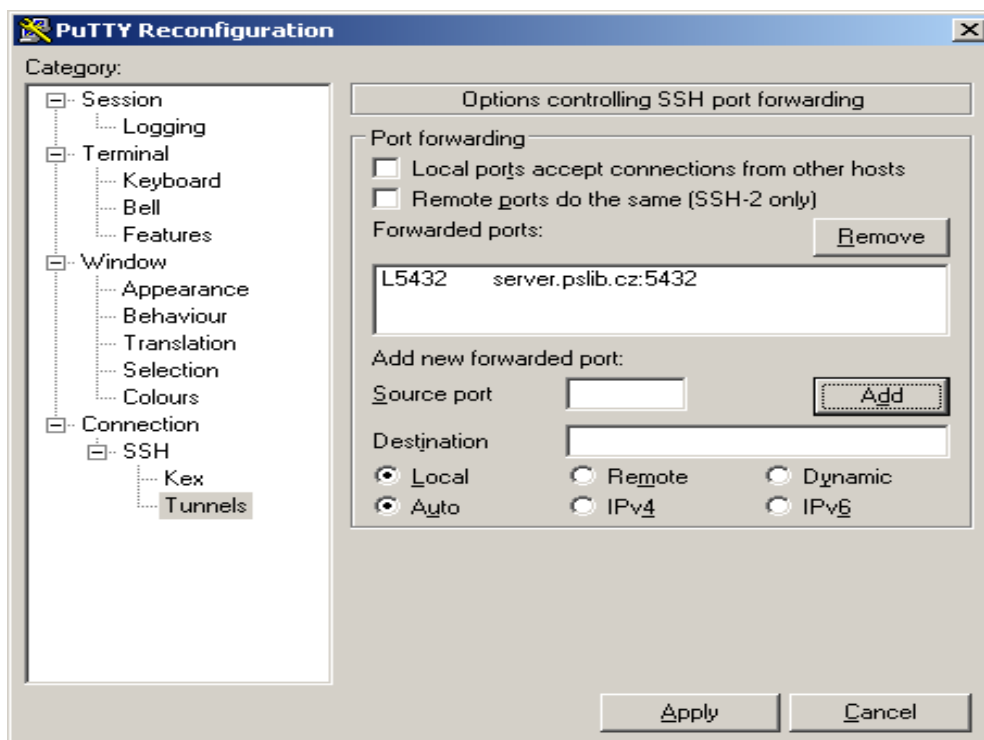 PuTTY Reconfiguration
Category:
Session
Logging
Terminal
Keyboard
Bell
Features
Window
Appearance
Behaviour
Translation
Selection
Colours
Connection
SSH
Kex
Tunnels
Options controlling SSH port forwarding
Port forwarding
Local ports accept connections from other hosts
Remote ports do the same (SSH-2 only)
Forwarded ports:
Remove
L5432 server.pslib.cz:5432
Add new forwarded port:
Source port
Add
Destination
Local Remote Dynamic
Auto IPv4 IPv6
Apply Cancel